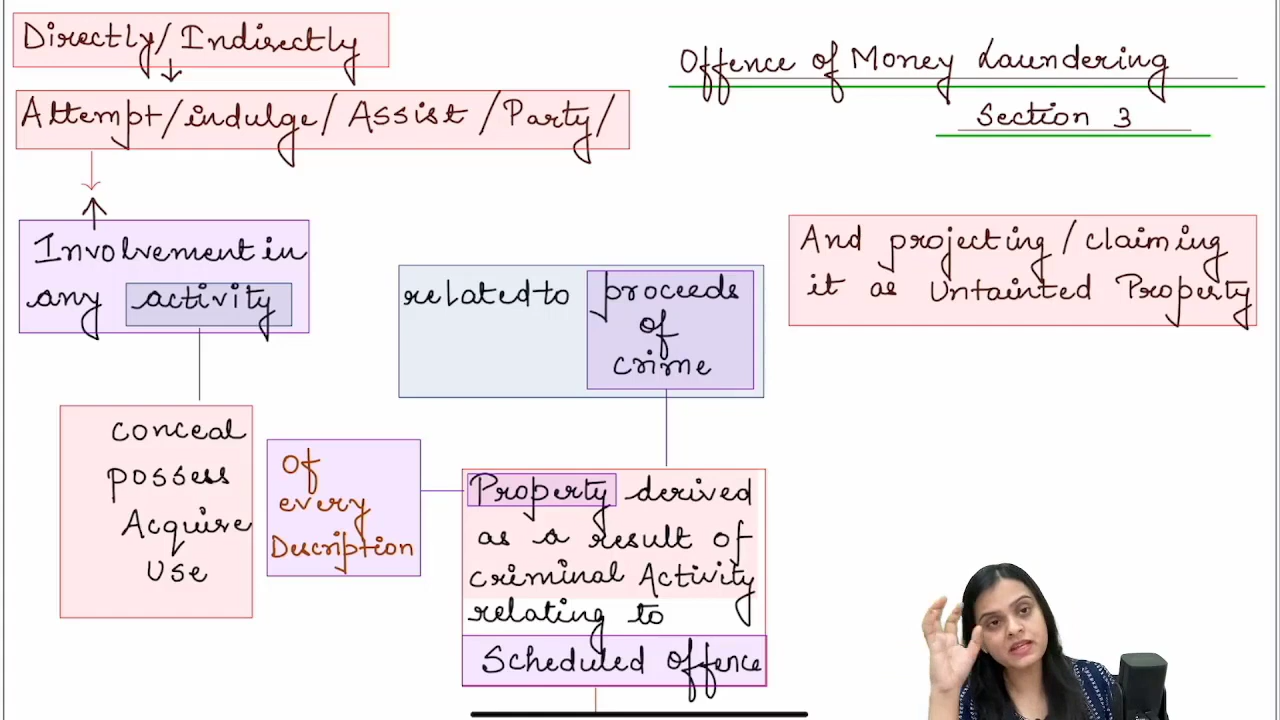 Directly/Indirectly
Attempt/indulge/Assist/Party/
Offence of Money Laundering
Section 3
Involvement in
any activity
related to proceeds
of
crime
And projecting/claiming
it as Untainted Property
conceal
possess
Acquire
Use
Of
every
Description
Property derived
as a result of
criminal Activity
relating to
Scheduled offence